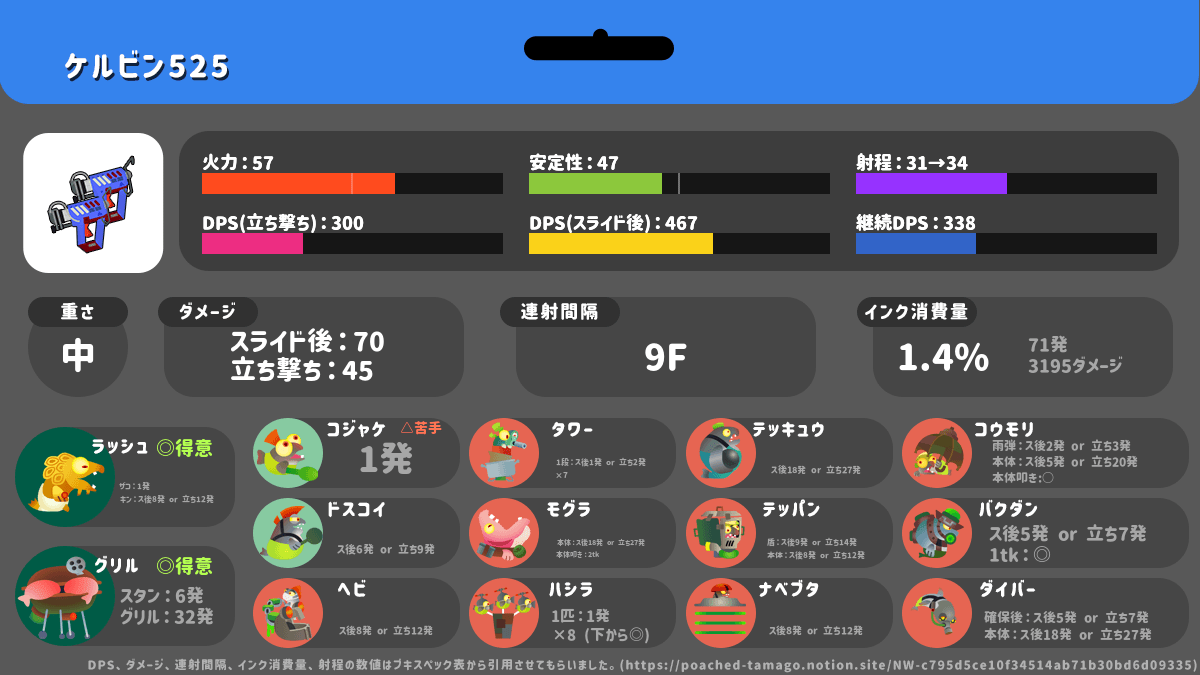 ケルビン525
火力：57
安定性：47
射程：31→34
DPS(立ち撃ち)：300
DPS(スライド後)：467
継続DPS：338
重さ
中
ダメージ
スライド後：70
立ち撃ち：45
連射間隔
9F
インク消費量
1.4%
71発
3195ダメージ
ラッシュ ◎得意
ザコ：1発
キン：ス後8発 or 立ち12発
グリル ◎得意
スタン：6発
グリル：32発
コジャケ △苦手
1発
タワー
1段：ス後1発 or 立ち2発
×7
テッキュウ
ス後18発 or 立ち27発
コウモリ
雨弾：ス後2発 or 立ち3発
本体：ス後5発 or 立ち20発
本体叩き:○
ドスコイ
ス後6発 or 立ち9発
モグラ
本体：ス後18発 or 立ち27発
本体叩き：2tk
テッパン
盾：ス後9発 or 立ち14発
本体：ス後8発 or 立ち12発
バクダン
ス後5発 or 立ち7発
1tk：◎
ヘビ
ス後8発 or 立ち12発
ハシラ
1匹：1発
×8 (下から◎)
ナベブタ
ス後8発 or 立ち12発
ダイバー
確保後：ス後5発 or 立ち7発
本体：ス後18発 or 立ち27発
DPS、ダメージ、連射間隔、インク消費量、射程の数値はブキスペック表から引用させてもらいました。(https://poached-tamago.notion.site/NW-c795d5ce10f34514ab71b30bd6d09335)